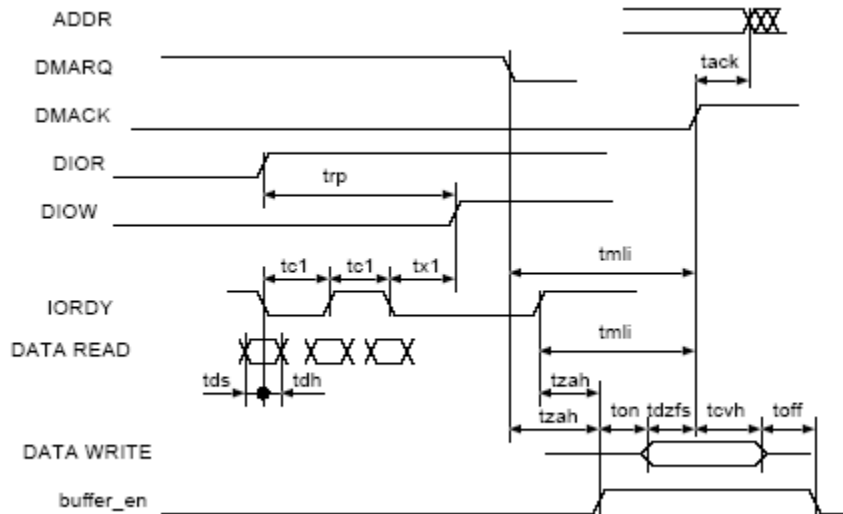 ADDR
DMARQ
tack
DMACK
DIOR
trp
DIOW
tc1 tc1 tx1 tmli
IORDY
DATA READ
tmli
tds tdh tzah
tzah ton tdzfs tcvh toff
DATA WRITE
buffer_en